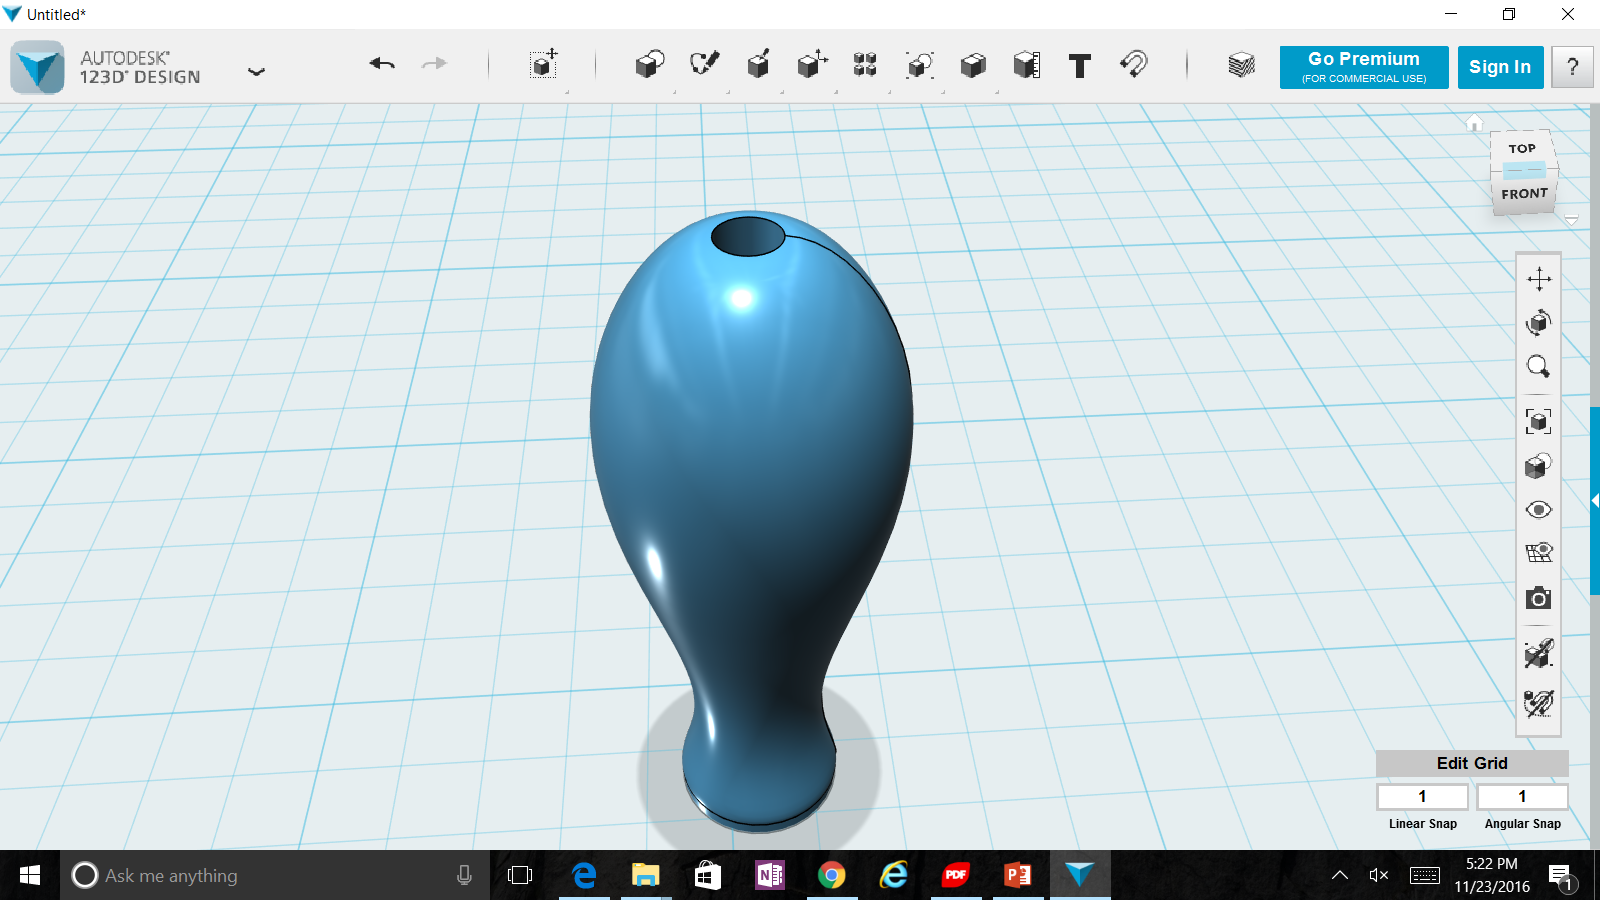 Untitled*
AUTODESK®
123D® DESIGN
T
Go Premium
(FOR COMMERCIAL USE)
Sign In
?
TOP
FRONT
Edit Grid
1
1
Linear Snap
Angular Snap
Ask me anything
N
PDF
P
5:22 PM
11/23/2016
1